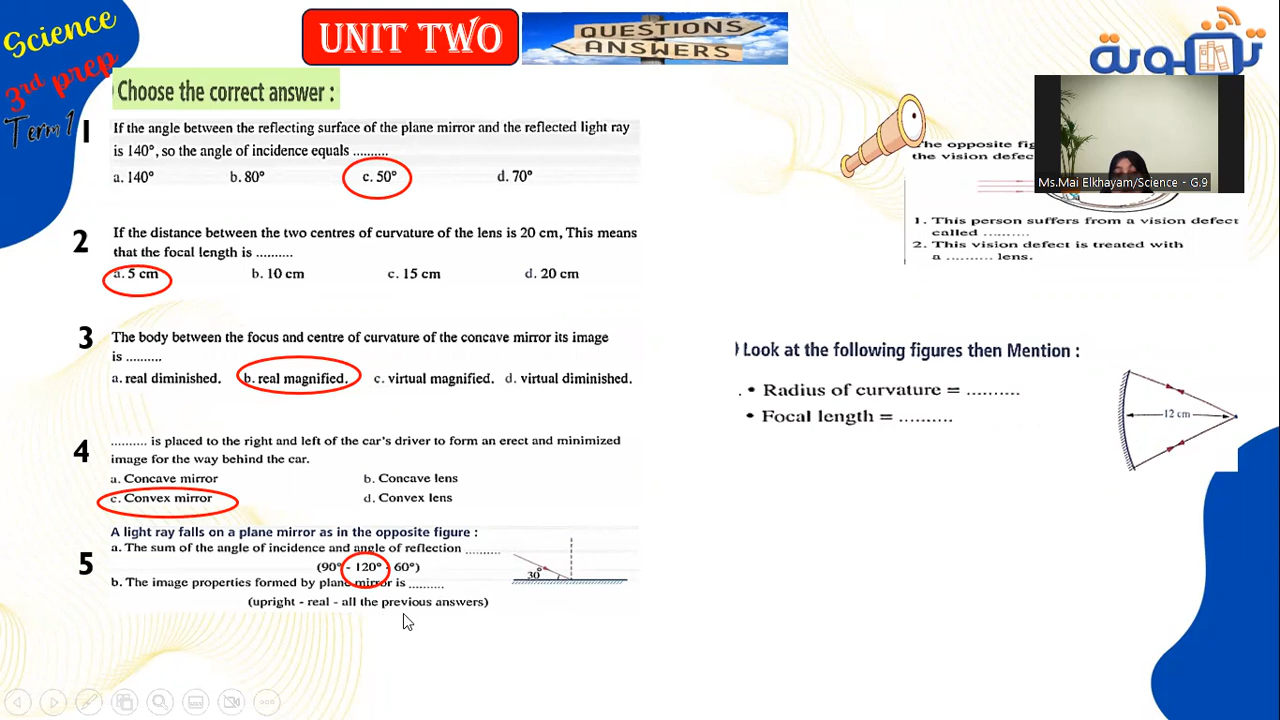 Science
3rd prep
Term 1
UNIT TWO
QUESTIONS
ANSWERS
تقوية
Choose the correct answer :
1
If the angle between the reflecting surface of the plane mirror and the reflected light ray
is 140°, so the angle of incidence equals ..........
a. 140° b. 80° c. 50° d. 70°
2
If the distance between the two centres of curvature of the lens is 20 cm, This means
that the focal length is ..........
a. 5 cm b. 10 cm c. 15 cm d. 20 cm
3
The body between the focus and centre of curvature of the concave mirror its image
is ..........
a. real diminished. b. real magnified. c. virtual magnified. d. virtual diminished.
4
.......... is placed to the right and left of the car's driver to form an erect and minimized
image for the way behind the car.
a. Concave mirror b. Concave lens
c. Convex mirror d. Convex lens
5
A light ray falls on a plane mirror as in the opposite figure :
a. The sum of the angle of incidence and angle of reflection ..........
(90° - 120° - 60°)
b. The image properties formed by plane mirror is ..........
(upright - real - all the previous answers)
30°
The opposite fig
the vision defec
Ms.Mai Elkhayam/Science - G.9
1. This person suffers from a vision defect
called ..........
2. This vision defect is treated with
a .......... lens.
Look at the following figures then Mention :
• Radius of curvature = ..........
• Focal length = ..........
12 cm